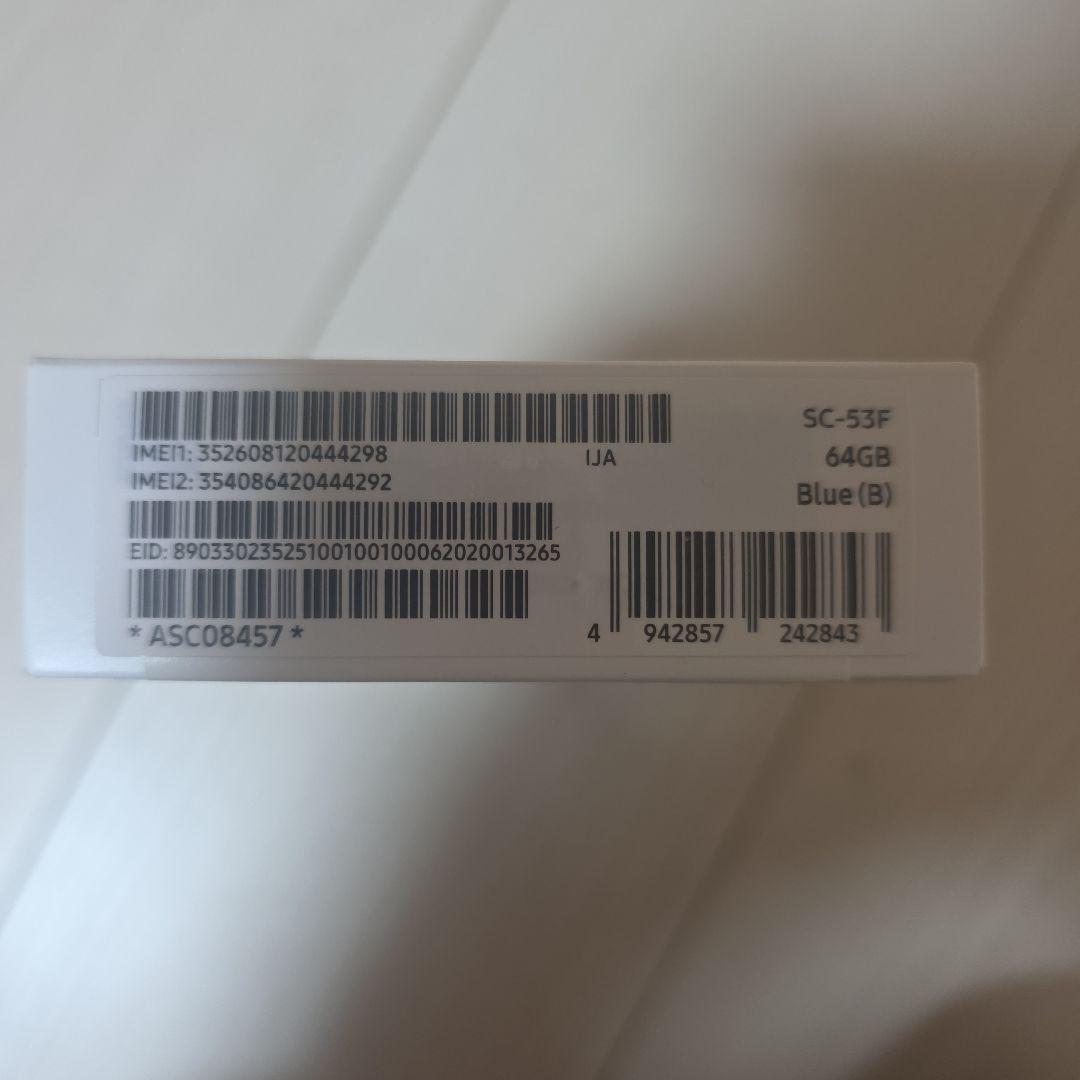 IMEI1: 352608120444298
IJA
IMEI2: 354086420444292
EID: 89033023525100100100062020013265
* ASC08457 *
SC-53F
64GB
Blue (B)
4 942857 242843